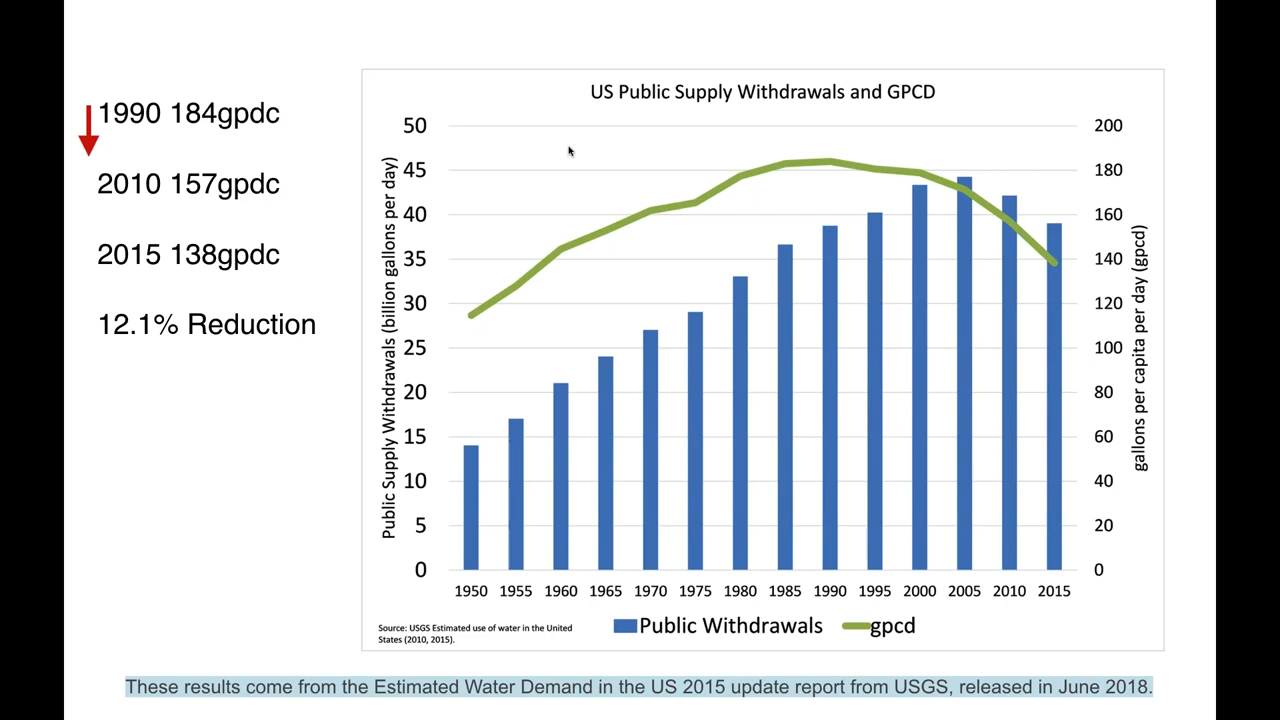 1990 184gpdc
2010 157gpdc
2015 138gpdc
12.1% Reduction
US Public Supply Withdrawals and GPCD
Public Supply Withdrawals (billion gallons per day)
50
45
40
35
30
25
20
15
10
5
0
200
180
160
140
120
100
80
60
40
20
0
gallons per capita per day (gpcd)
1950 1955 1960 1965 1970 1975 1980 1985 1990 1995 2000 2005 2010 2015
Public Withdrawals gpcd
Source: USGS Estimated use of water in the United
States (2010, 2015).
These results come from the Estimated Water Demand in the US 2015 update report from USGS, released in June 2018.